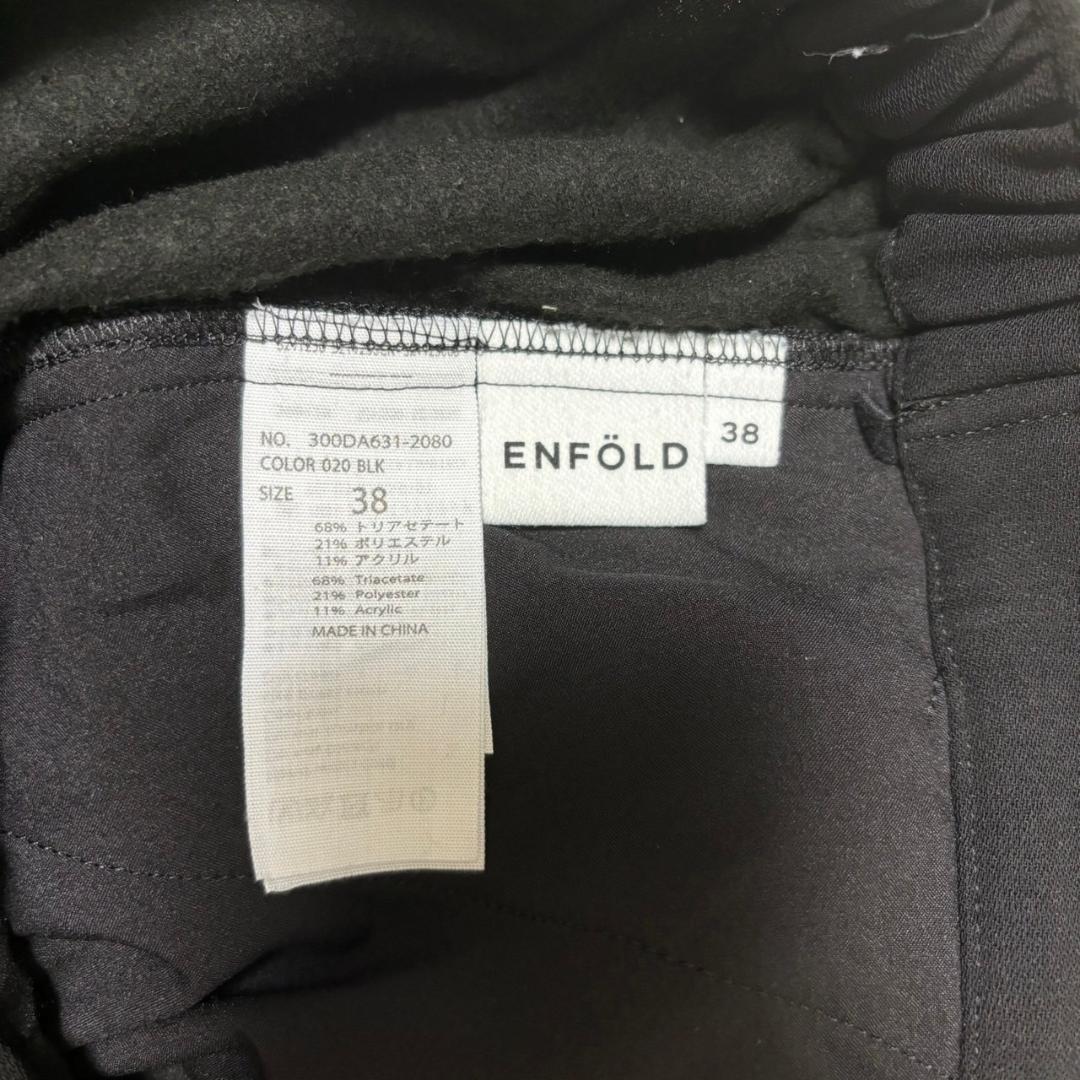 NO. 300DA631-2080
COLOR 020 BLK
SIZE 38
68% トリアセテート
21% ポリエステル
11% アクリル
68% Triacetate
21% Polyester
11% Acrylic
MADE IN CHINA
ENFÖLD
38